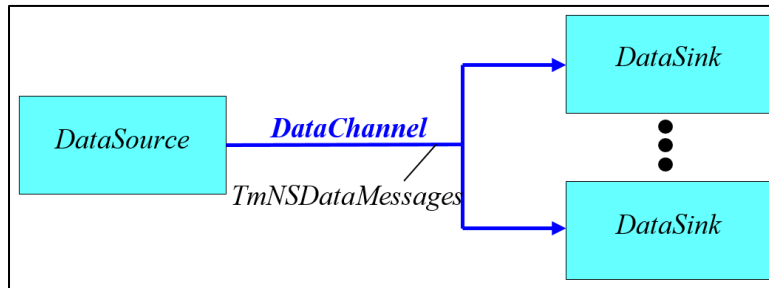 DataSink
DataSource
DataChannel
TmNSDataMessages
DataSink